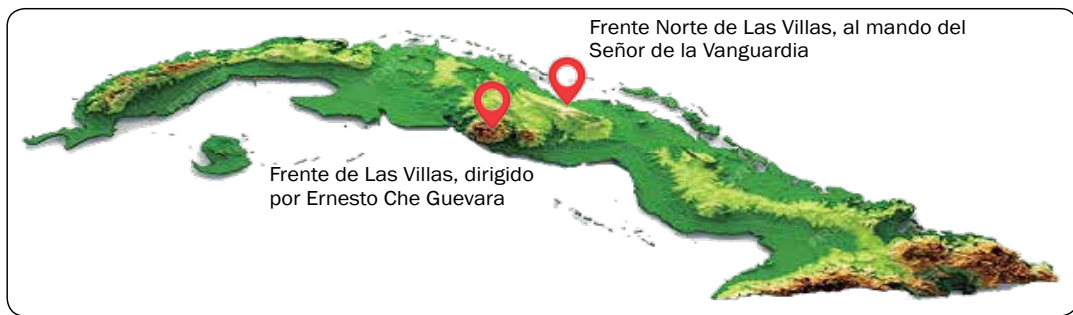 Frente Norte de Las Villas, al mando del
Señor de la Vanguardia
Frente de Las Villas, dirigido
por Ernesto Che Guevara